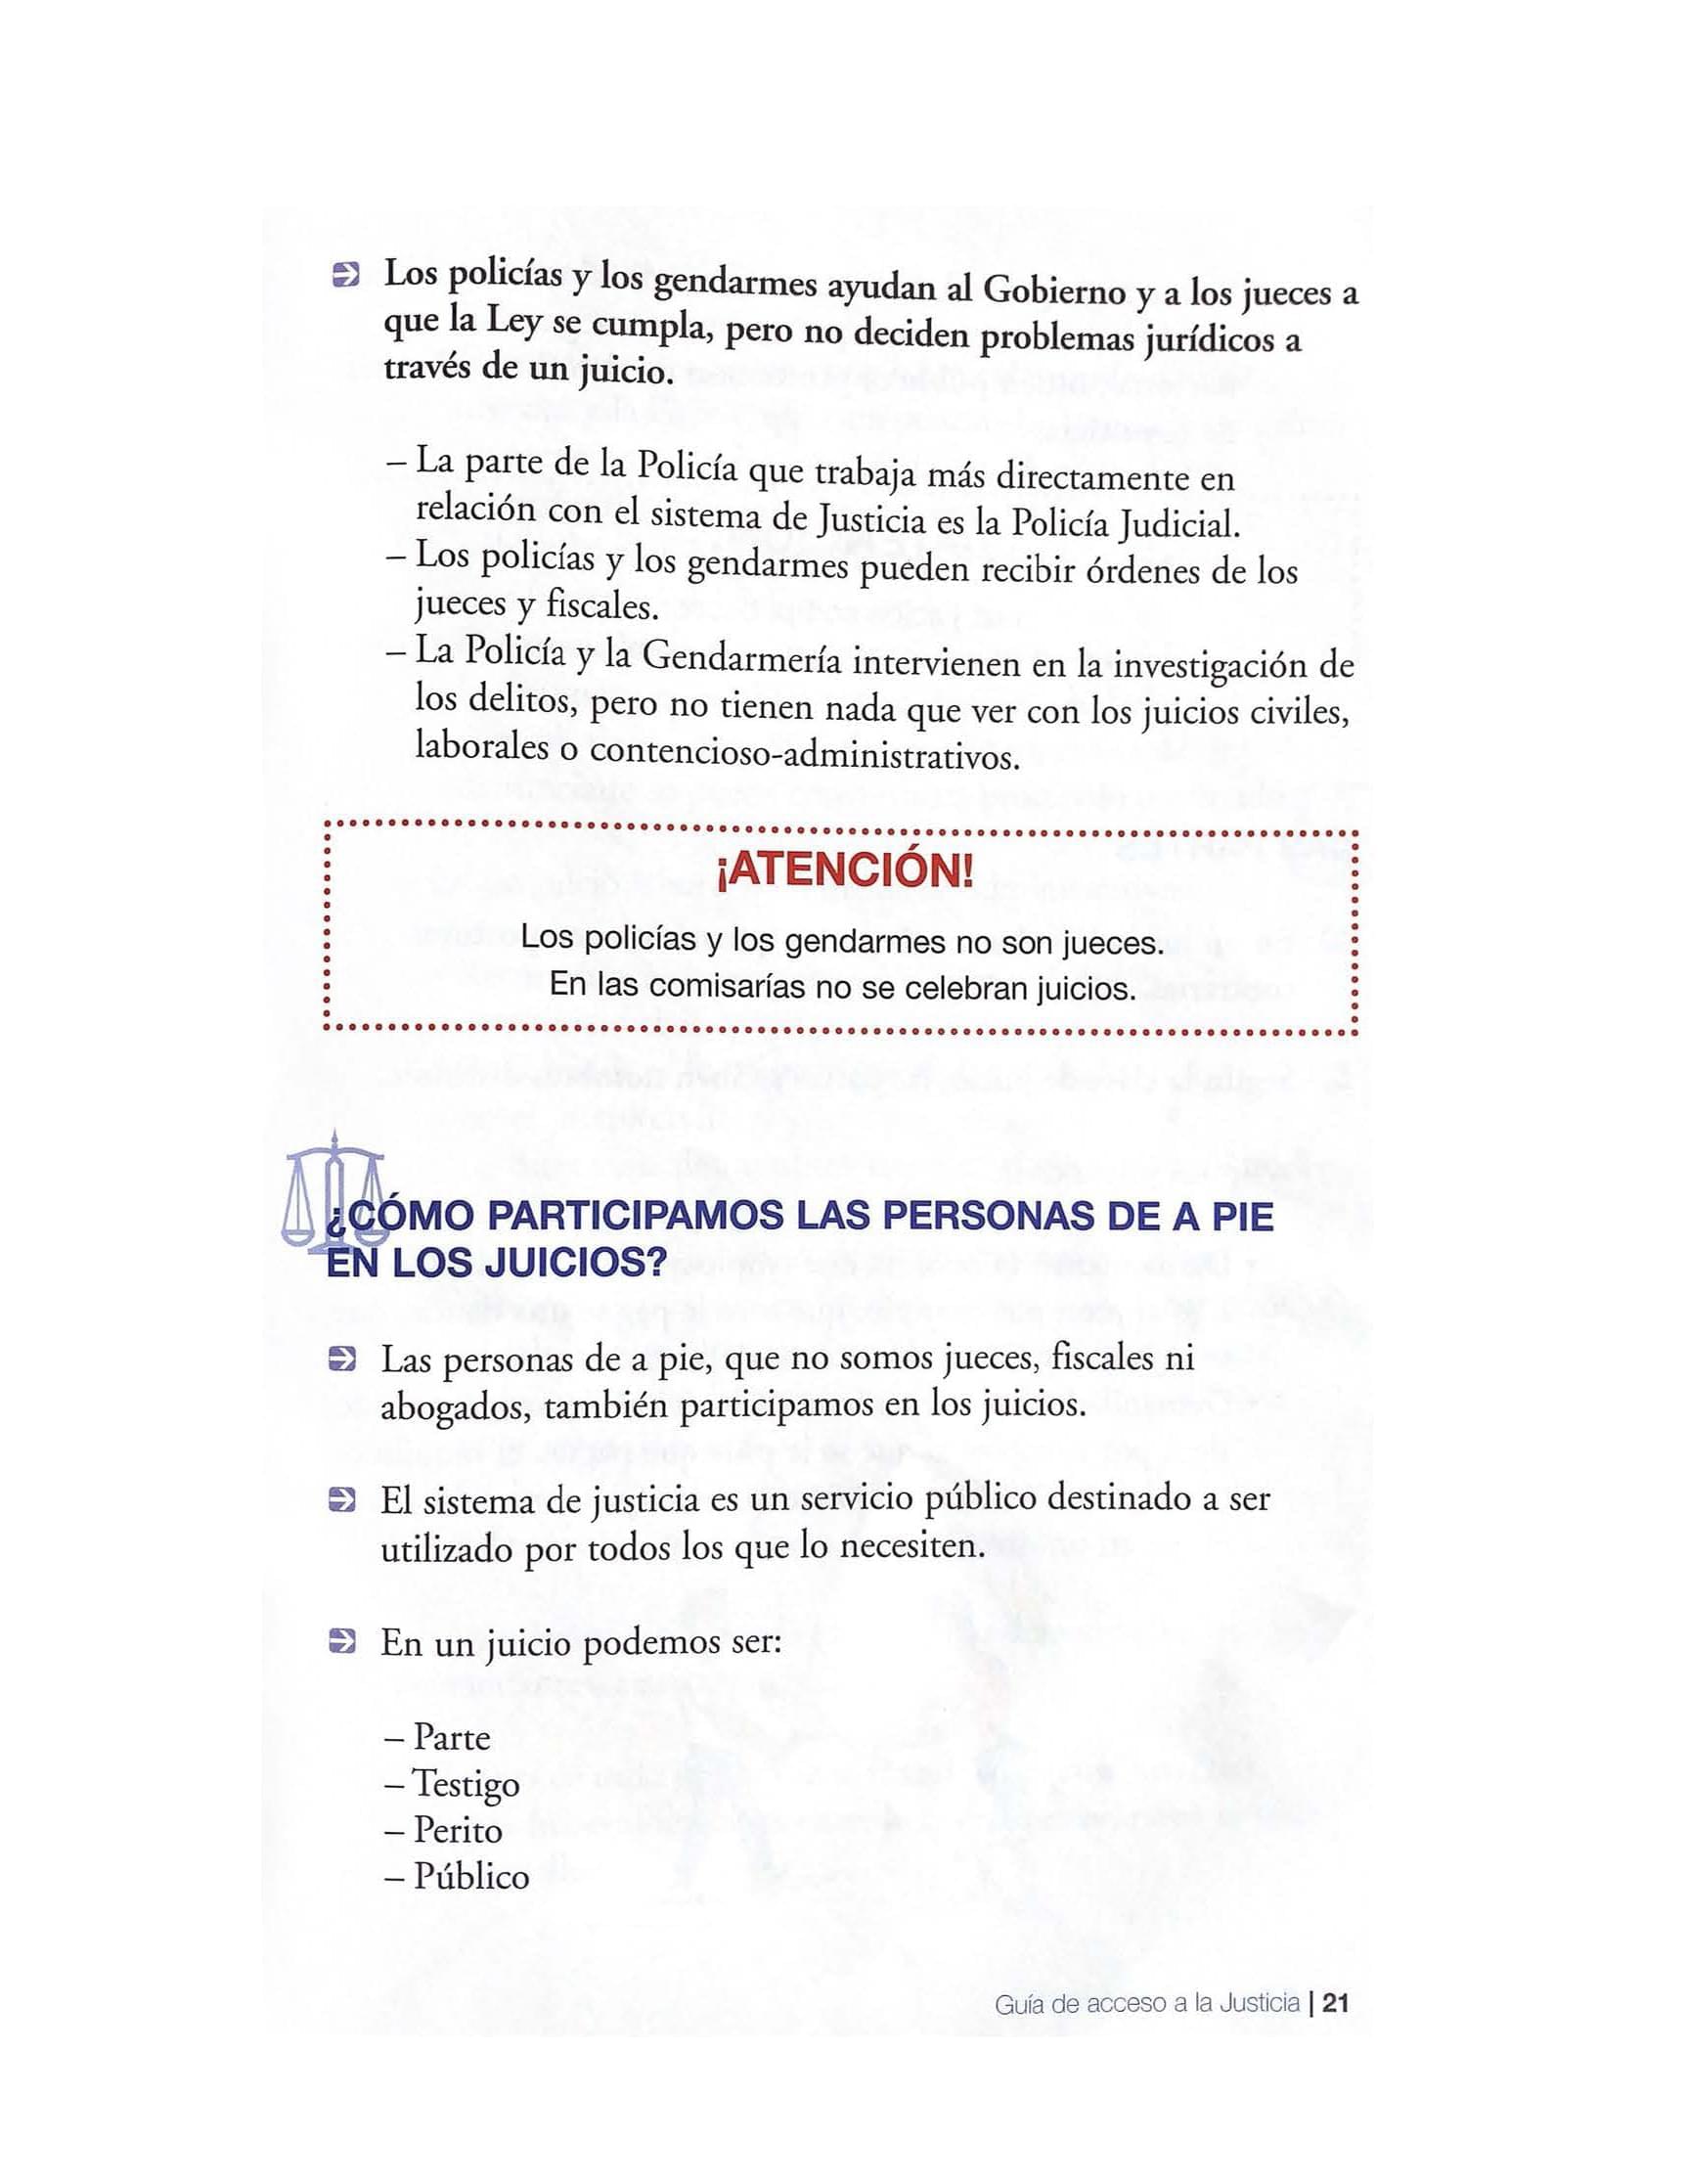 Los policías y los gendarmes ayudan al Gobierno y a los jueces a
que la Ley se cumpla, pero no deciden problemas jurídicos a
través de un juicio.
– La parte de la Policía que trabaja más directamente en
relación con el sistema de Justicia es la Policía Judicial.
– Los policías y los gendarmes pueden recibir órdenes de los
jueces y fiscales.
– La Policía y la Gendarmería intervienen en la investigación de
los delitos, pero no tienen nada que ver con los juicios civiles,
laborales o contencioso-administrativos.
¡ATENCIÓN!
Los policías y los gendarmes no son jueces.
En las comisarías no se celebran juicios.
¿CÓMO PARTICIPAMOS LAS PERSONAS DE A PIE
EN LOS JUICIOS?
Las personas de a pie, que no somos jueces, fiscales ni
abogados, también participamos en los juicios.
El sistema de justicia es un servicio público destinado a ser
utilizado por todos los que lo necesiten.
En un juicio podemos ser:
– Parte
– Testigo
– Perito
– Público
Guía de acceso a la Justicia | 21